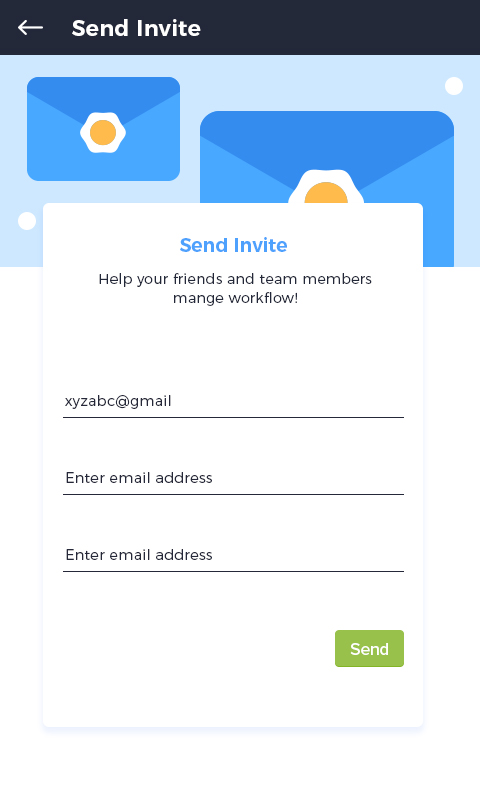 Send Invite
Send Invite
Help your friends and team members
mange workflow!
xyzabc@gmail
Enter email address
Enter email address
Send